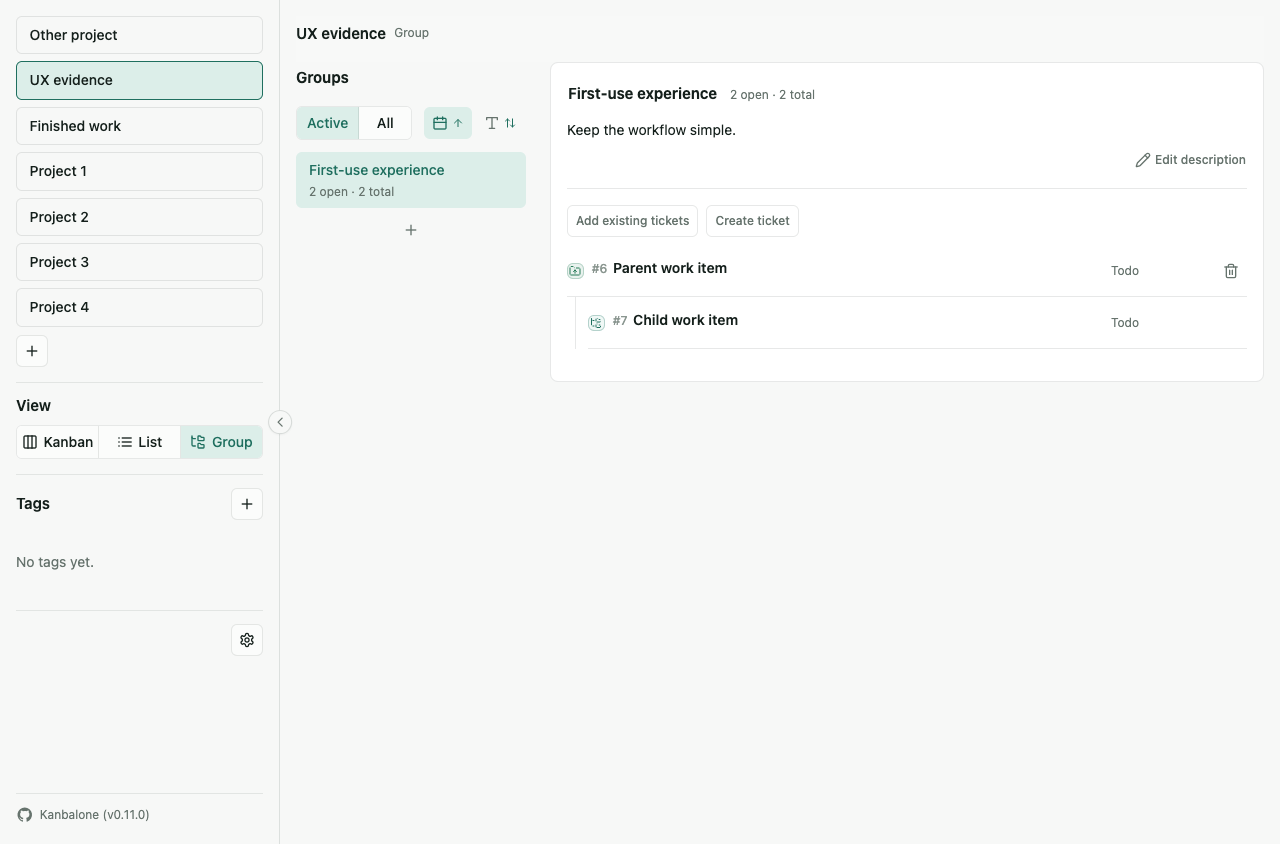 Other project
UX evidence
Finished work
Project 1
Project 2
Project 3
Project 4
View
Kanban
List
Group
Tags
No tags yet.
Kanbalone (v0.11.0)
UX evidence Group
Groups
Active
All
First-use experience
2 open · 2 total
First-use experience 2 open · 2 total
Keep the workflow simple.
Edit description
Add existing tickets
Create ticket
#6 Parent work item Todo
#7 Child work item Todo